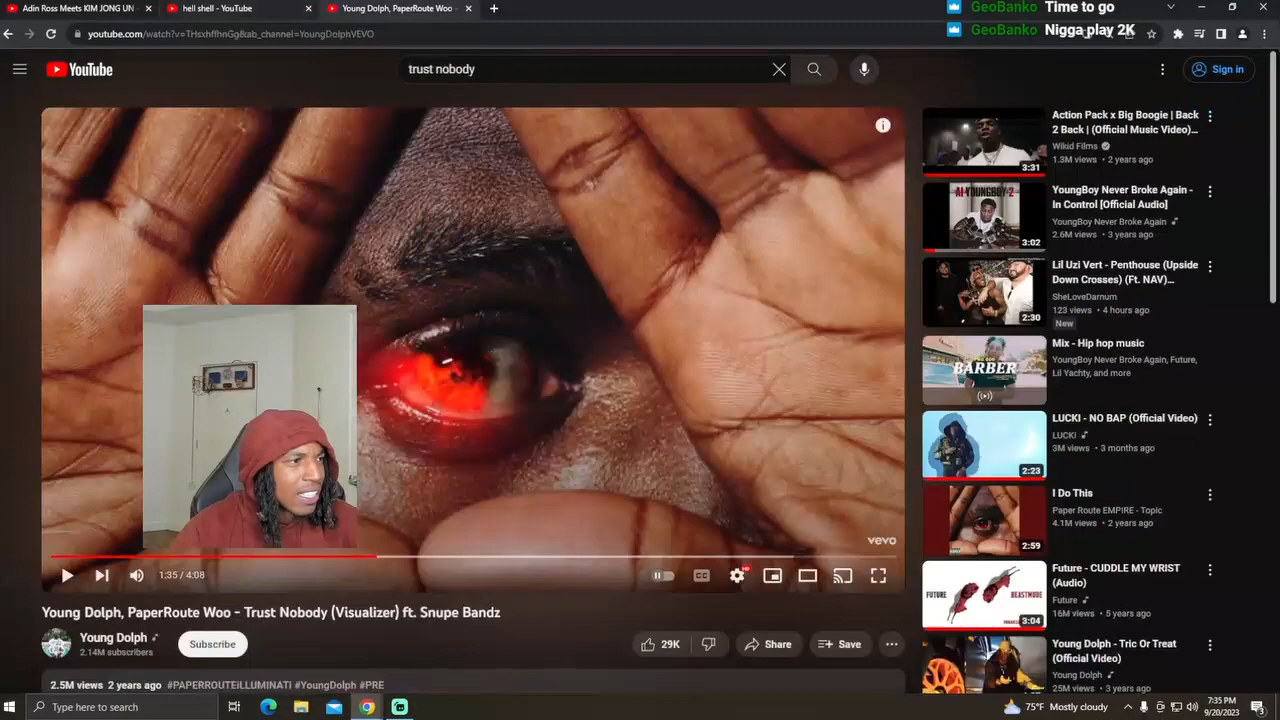 Adin Ross Meets KIM JONG UN -
hell shell - YouTube
Young Dolph, PaperRoute Woo -
GeoBanko Time to go
GeoBanko Nigga play 2K
YouTube
trust nobody
Sign in
vevo
1:35 / 4:08
HD
Young Dolph, PaperRoute Woo - Trust Nobody (Visualizer) ft. Snupe Bandz
Young Dolph
2.14M subscribers
Subscribe
29K
Share
Save
2.5M views 2 years ago #PAPERROUTEiLLUMiNATi #YoungDolph #PRE
3:31
Action Pack x Big Boogie | Back
2 Back | (Official Music Video)...
Wikid Films
1.3M views • 2 years ago
AI YOUNGBOY 2
3:02
YoungBoy Never Broke Again -
In Control [Official Audio]
YoungBoy Never Broke Again
2.6M views • 3 years ago
2:30
Lil Uzi Vert - Penthouse (Upside
Down Crosses) (Ft. NAV)...
SheLoveDarnum
123 views • 4 hours ago
New
BARBER
Mix - Hip hop music
YoungBoy Never Broke Again, Future,
Lil Yachty, and more
2:23
LUCKI - NO BAP (Official Video)
LUCKI
3M views • 3 months ago
2:59
I Do This
Paper Route EMPIRE - Topic
4.1M views • 2 years ago
FUTURE
BEASTMODE
3:04
Future - CUDDLE MY WRIST
(Audio)
Future
16M views • 5 years ago
Young Dolph - Tric Or Treat
(Official Video)
Young Dolph
25M views • 3 years ago
Type here to search
75°F Mostly cloudy
7:35 PM
9/20/2023